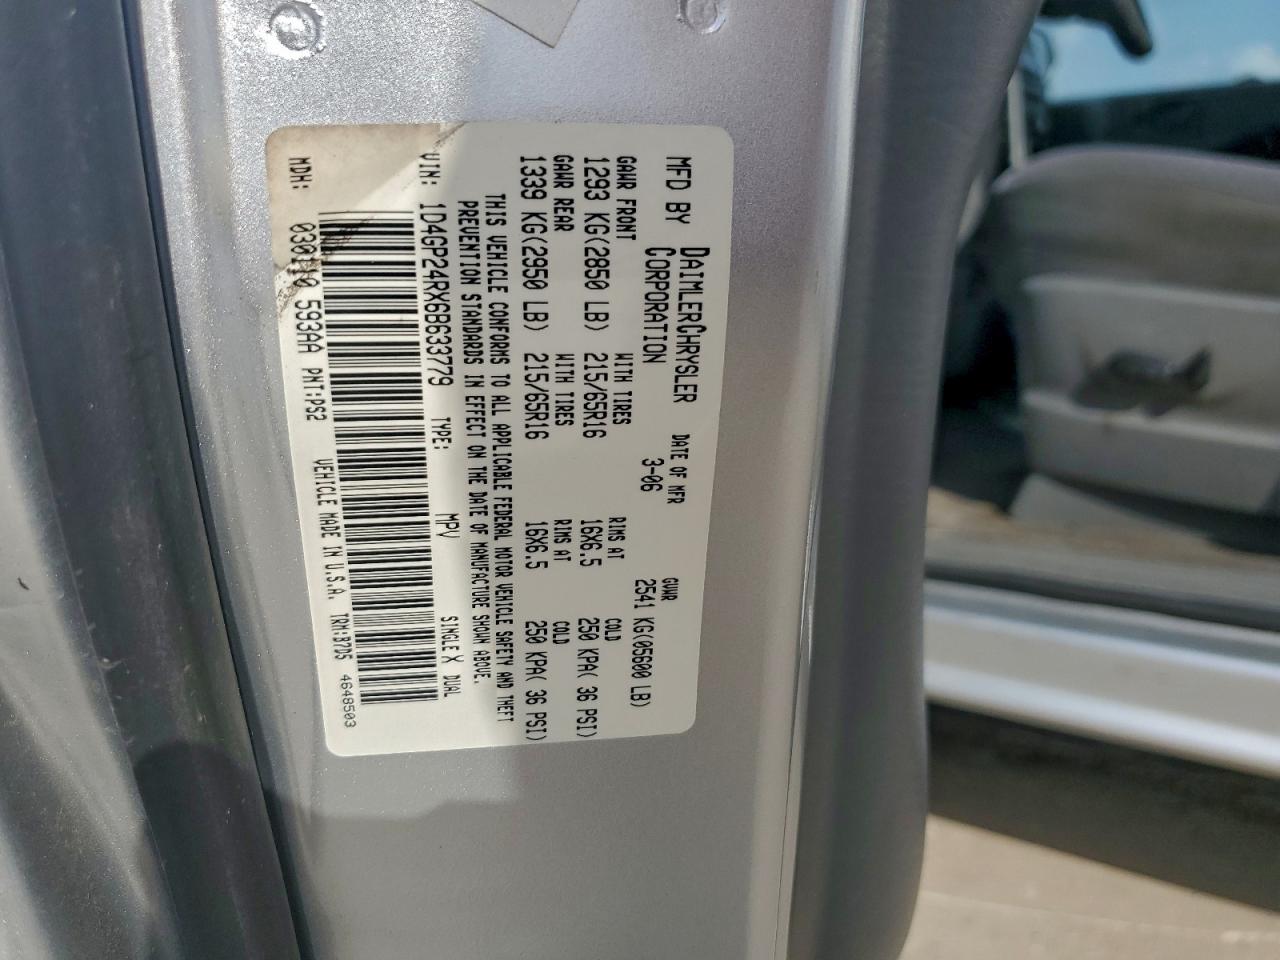 MFD BY DAIMLERCHRYSLER CORPORATION DATE OF MFR 3-06 GVWR 2541 KG(05600 LB)
GAWR FRONT WITH TIRES RIMS AT COLD
1293 KG(2850 LB) 215/65R16 16X6.5 250 KPA( 36 PSI)
GAWR REAR WITH TIRES RIMS AT COLD
1339 KG(2950 LB) 215/65R16 16X6.5 250 KPA( 36 PSI)
THIS VEHICLE CONFORMS TO ALL APPLICABLE FEDERAL MOTOR VEHICLE SAFETY AND THEFT
PREVENTION STANDARDS IN EFFECT ON THE DATE OF MANUFACTURE SHOWN ABOVE.
VIN: 1D4GP24RX6B633779 TYPE: MPV SINGLE X DUAL
MDH: 593AA PNT:PS2 VEHICLE MADE IN U.S.A TRM:B7D5 4648503